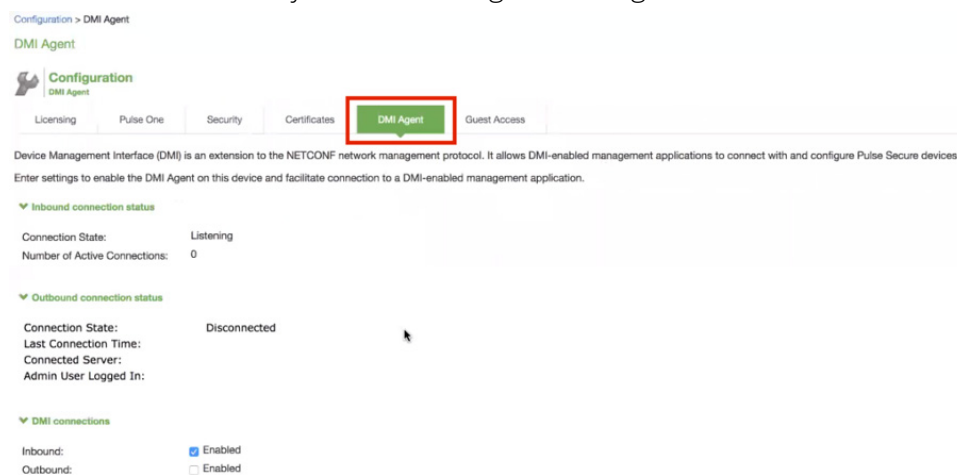 Configuration > DMI Agent
DMI Agent
Configuration
DMI Agent
Licensing Pulse One Security Certificates DMI Agent Guest Access
Device Management Interface (DMI) is an extension to the NETCONF network management protocol. It allows DMI-enabled management applications to connect with and configure Pulse Secure devices
Enter settings to enable the DMI Agent on this device and facilitate connection to a DMI-enabled management application.
Inbound connection status
Connection State: Listening
Number of Active Connections: 0
Outbound connection status
Connection State: Disconnected
Last Connection Time:
Connected Server:
Admin User Logged In:
DMI connections
Inbound: Enabled
Outbound: Enabled